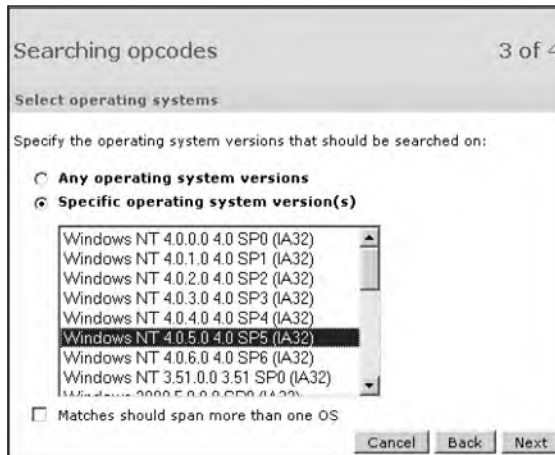 Searching opcodes 3 of 4
Select operating systems
Specify the operating system versions that should be searched on:
Any operating system versions
Specific operating system version(s)
Windows NT 4.0.0.0 4.0 SP0 (IA32)
Windows NT 4.0.1.0 4.0 SP1 (IA32)
Windows NT 4.0.2.0 4.0 SP2 (IA32)
Windows NT 4.0.3.0 4.0 SP3 (IA32)
Windows NT 4.0.4.0 4.0 SP4 (IA32)
Windows NT 4.0.5.0 4.0 SP5 (IA32)
Windows NT 4.0.6.0 4.0 SP6 (IA32)
Windows NT 3.51.0.0 3.51 SP0 (IA32)
Matches should span more than one OS
Cancel Back Next